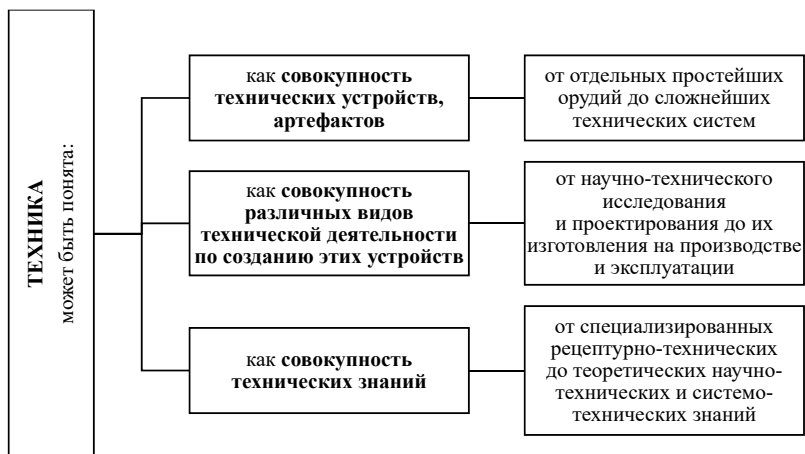 ТЕХНИКА
может быть понята:
как совокупность
технических устройств,
артефактов
от отдельных простейших
орудий до сложнейших
технических систем
как совокупность
различных видов
технической деятельности
по созданию этих устройств
от научно-технического
исследования
и проектирования до их
изготовления на производстве
и эксплуатации
как совокупность
технических знаний
от специализированных
рецептурно-технических
до теоретических научно-
технических и системо-
технических знаний